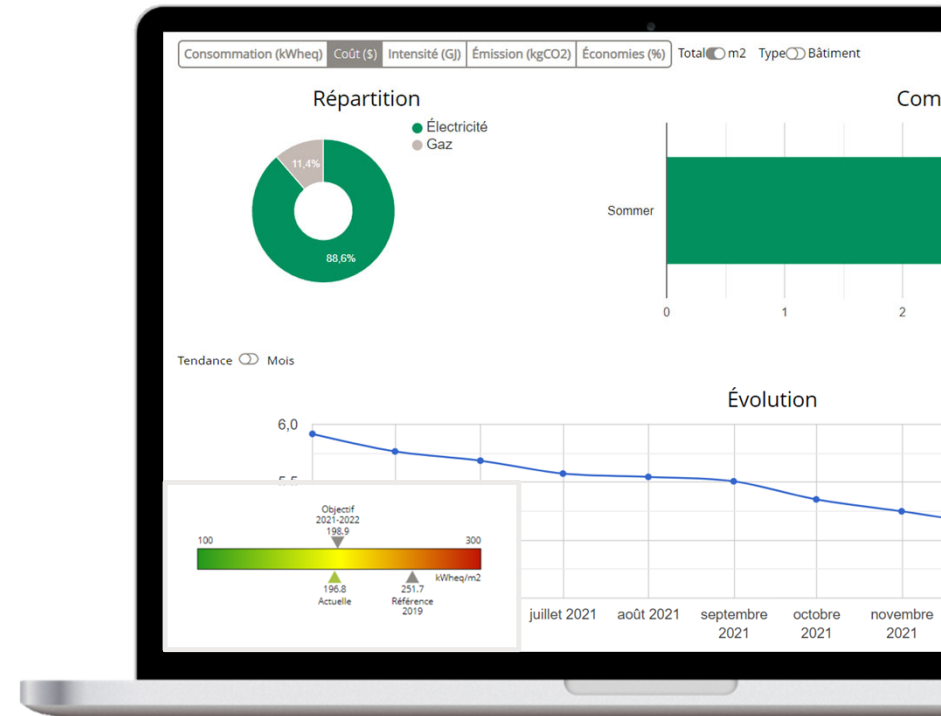 Consommation (kWheq) Coût ($) Intensité (GJ) Émission (kgCO2) Économies (%) Total m2 Type Bâtiment
Répartition
Électricité
Gaz
11,4%
88,6%
Com
Sommer
0 1 2
Tendance Mois
Évolution
6,0
5,5
Objectif
2021-2022
198.9
100 300
kWheq/m2
196.8
Actuelle
251.7
Référence
2019
juillet 2021 août 2021 septembre
2021 octobre
2021 novembre
2021